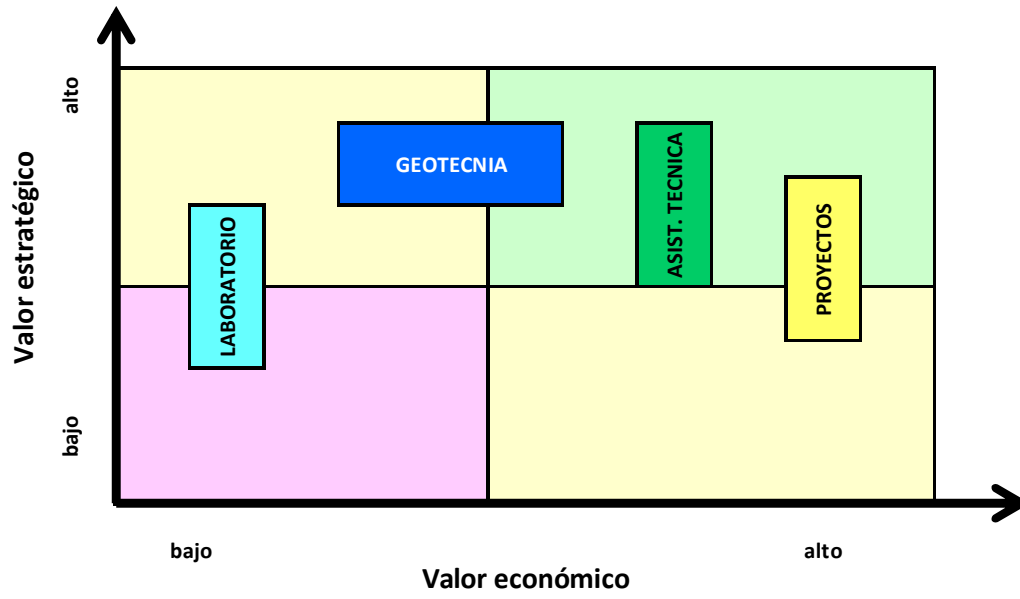 alto
Valor estratégico
bajo
GEOTECNIA
LABORATORIO
ASIST. TECNICA
PROYECTOS
bajo
alto
Valor económico